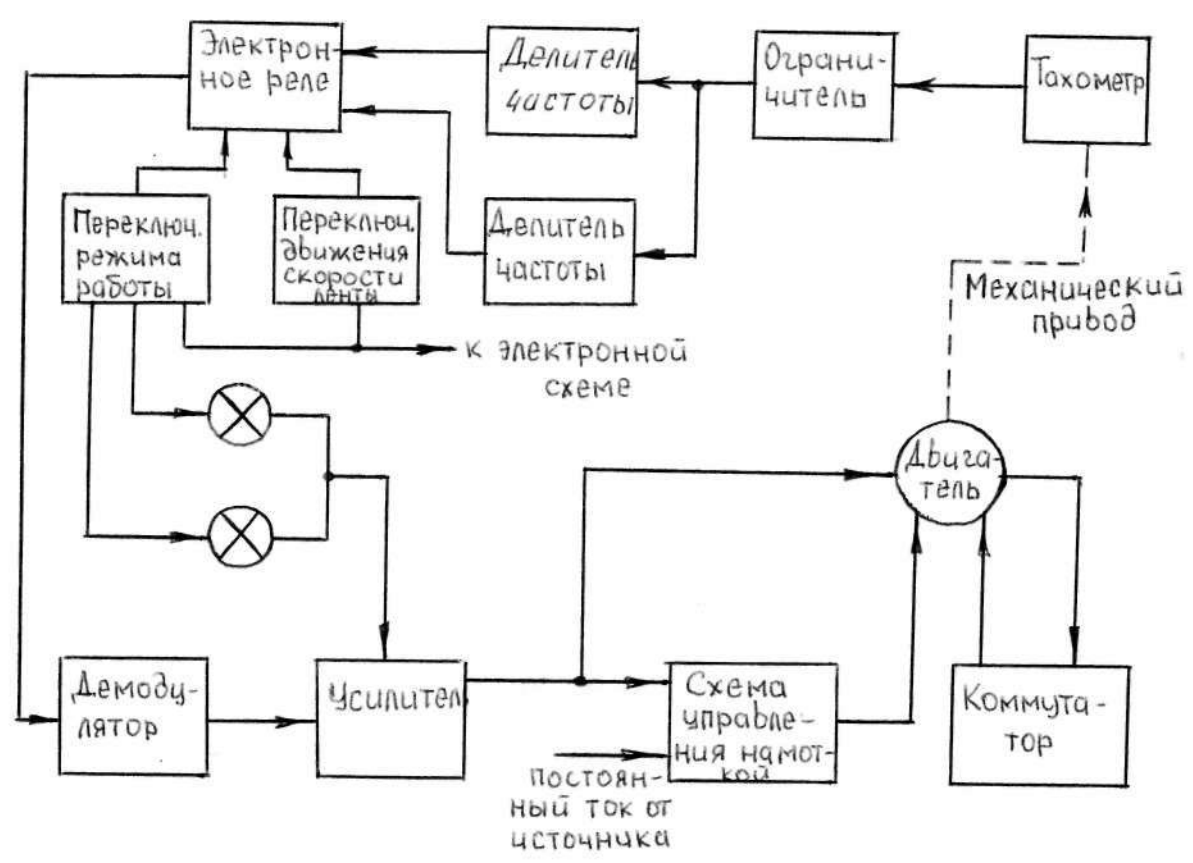 Электрон-
ное реле
Делитель
частоты
Ограни-
читель
Тахометр
Переключ.
режима
работы
Переключ.
движения
скорости
ленты
Делитель
частоты
Механический
привод
к электронной
схеме
Двига-
тель
Демоду-
лятор
Усилител
Схема
управле-
ния намот-
кой
Коммута-
тор
постоян-
ный ток от
источника